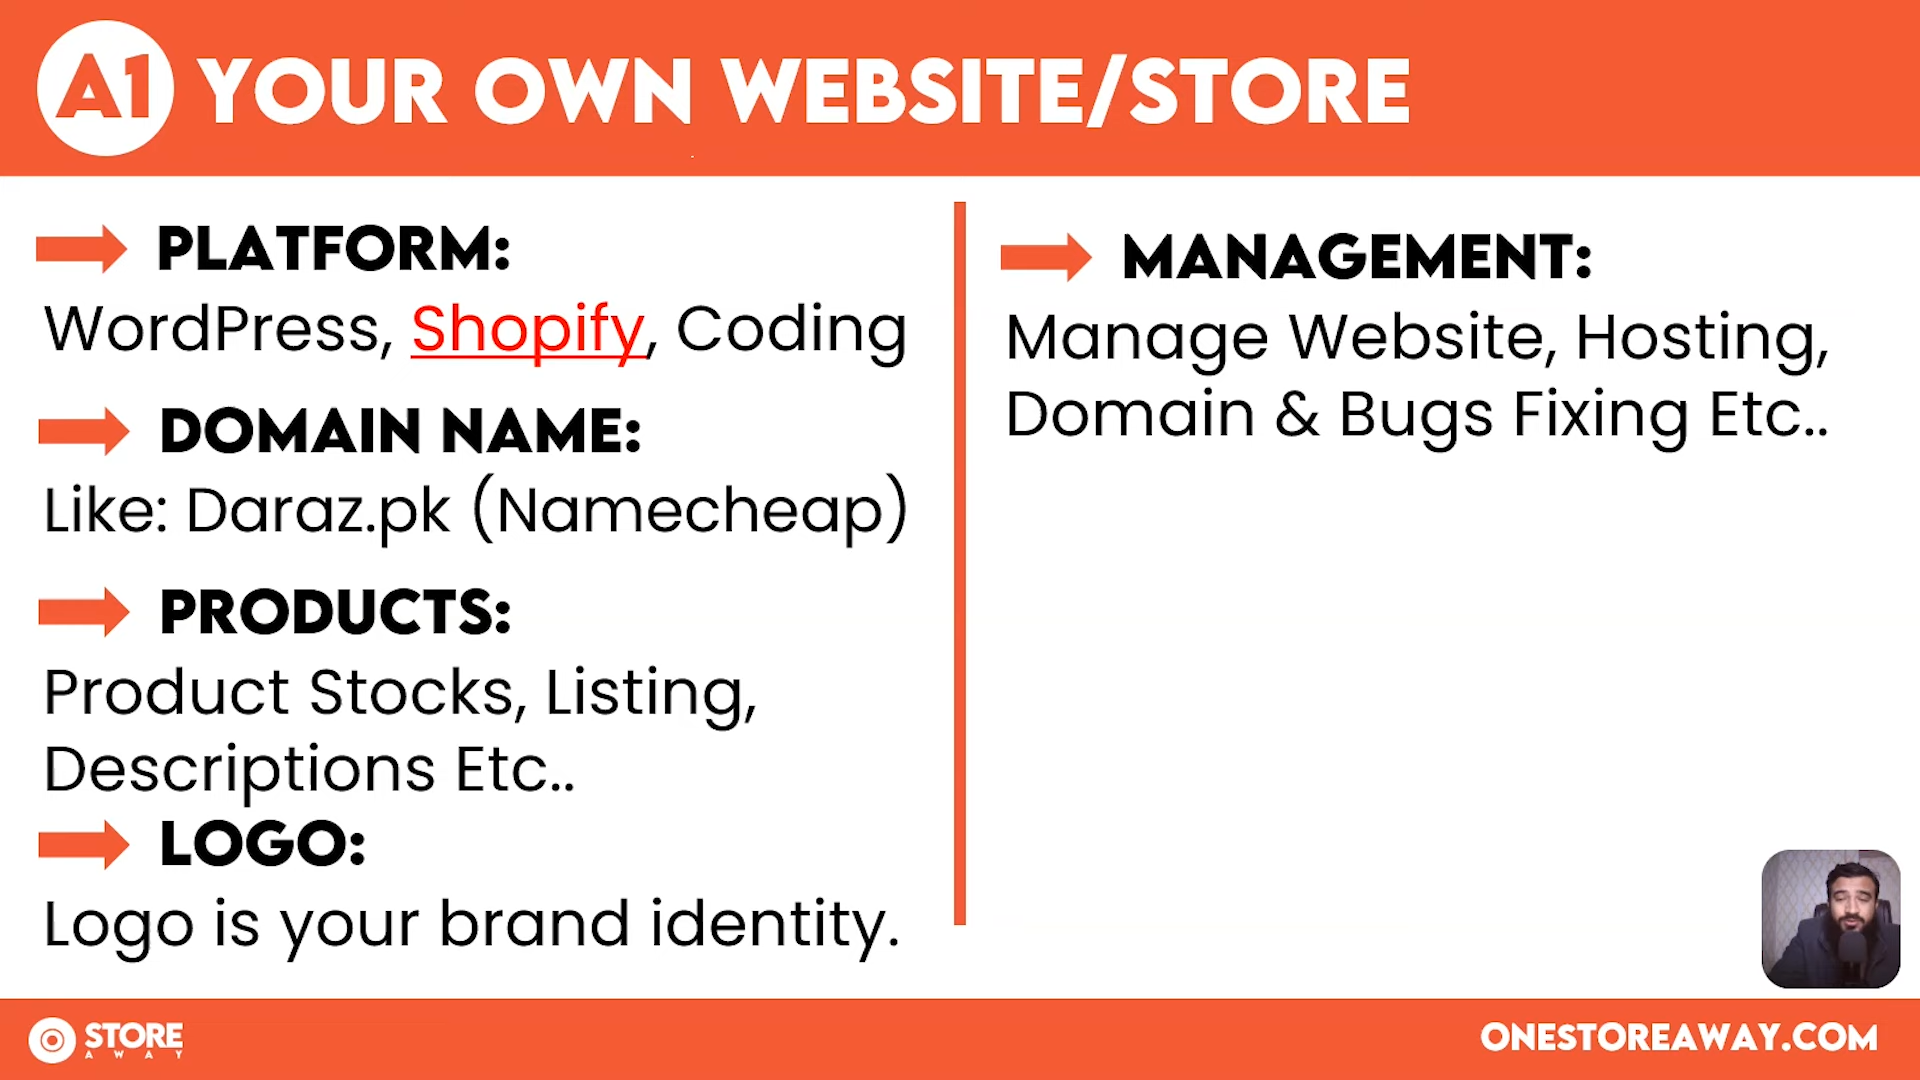 A1 YOUR OWN WEBSITE/STORE
PLATFORM:
WordPress, Shopify, Coding
DOMAIN NAME:
Like: Daraz.pk (Namecheap)
PRODUCTS:
Product Stocks, Listing,
Descriptions Etc..
LOGO:
Logo is your brand identity.
MANAGEMENT:
Manage Website, Hosting,
Domain & Bugs Fixing Etc..
STORE
AWAY
ONESTOREAWAY.COM